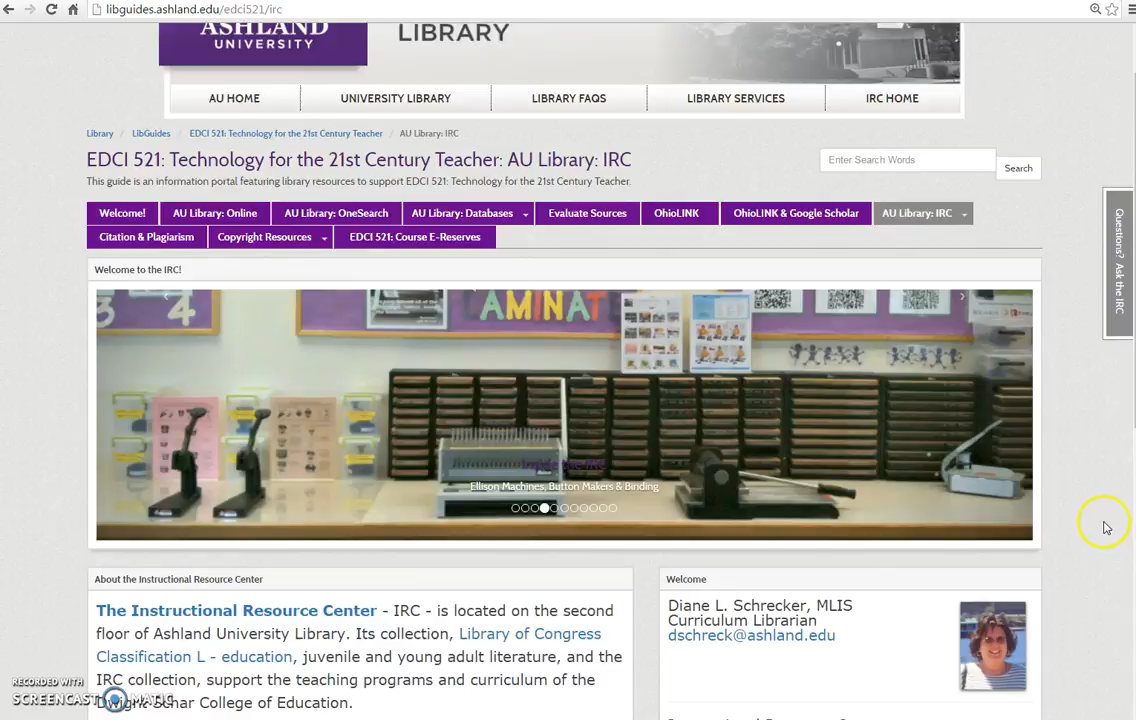 libguides.ashland.edu/edci521/irc
ASHLAND
UNIVERSITY
LIBRARY
AU HOME
UNIVERSITY LIBRARY
LIBRARY FAQS
LIBRARY SERVICES
IRC HOME
Library / LibGuides / EDCI 521: Technology for the 21st Century Teacher / AU Library: IRC
EDCI 521: Technology for the 21st Century Teacher: AU Library: IRC
Enter Search Words
Search
This guide is an information portal featuring library resources to support EDCI 521: Technology for the 21st Century Teacher.
Welcome!
AU Library: Online
AU Library: OneSearch
AU Library: Databases
Evaluate Sources
OhioLINK
OhioLINK & Google Scholar
AU Library: IRC
Citation & Plagiarism
Copyright Resources
EDCI 521: Course E-Reserves
Questions? Ask the IRC
Welcome to the IRC!
3 4
AMINAT
Inside the IRC
Ellison Machines, Button Makers & Binding
About the Instructional Resource Center
The Instructional Resource Center - IRC - is located on the second
floor of Ashland University Library. Its collection, Library of Congress
Classification L - education, juvenile and young adult literature, and the
IRC collection, support the teaching programs and curriculum of the
Dwight Schar College of Education.
Welcome
Diane L. Schrecker, MLIS
Curriculum Librarian
dschreck@ashland.edu
RECORDED WITH
SCREENCAST MATIC